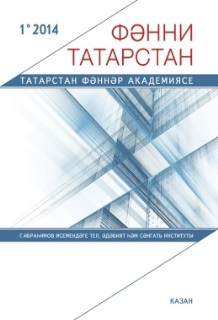 1° 2014
ФӘННИ
ТАТАРСТАН
ТАТАРСТАН ФӘННӘР АКАДЕМИЯСЕ
Г.ИБРАҺИМОВ ИСЕМЕНДӘГЕ ТЕЛ, ӘДӘБИЯТ ҺӘМ СӘНГАТЬ ИНСТИТУТЫ
КАЗАН